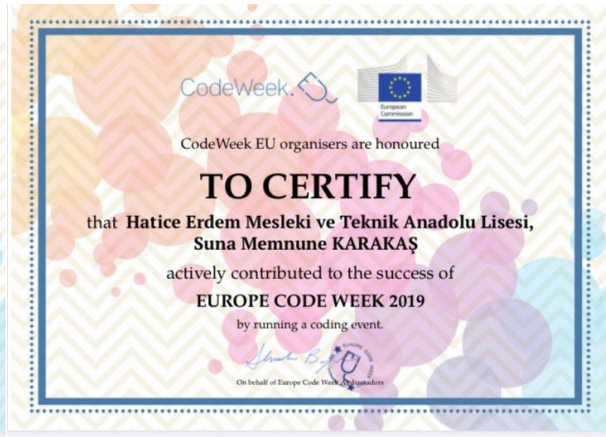 CodeWeek.EU
European
Commission
CodeWeek EU organisers are honoured
TO CERTIFY
that Hatice Erdem Mesleki ve Teknik Anadolu Lisesi,
Suna Memnune KARAKAŞ
actively contributed to the success of
EUROPE CODE WEEK 2019
by running a coding event.
On behalf of Europe Code Week Ambassadors